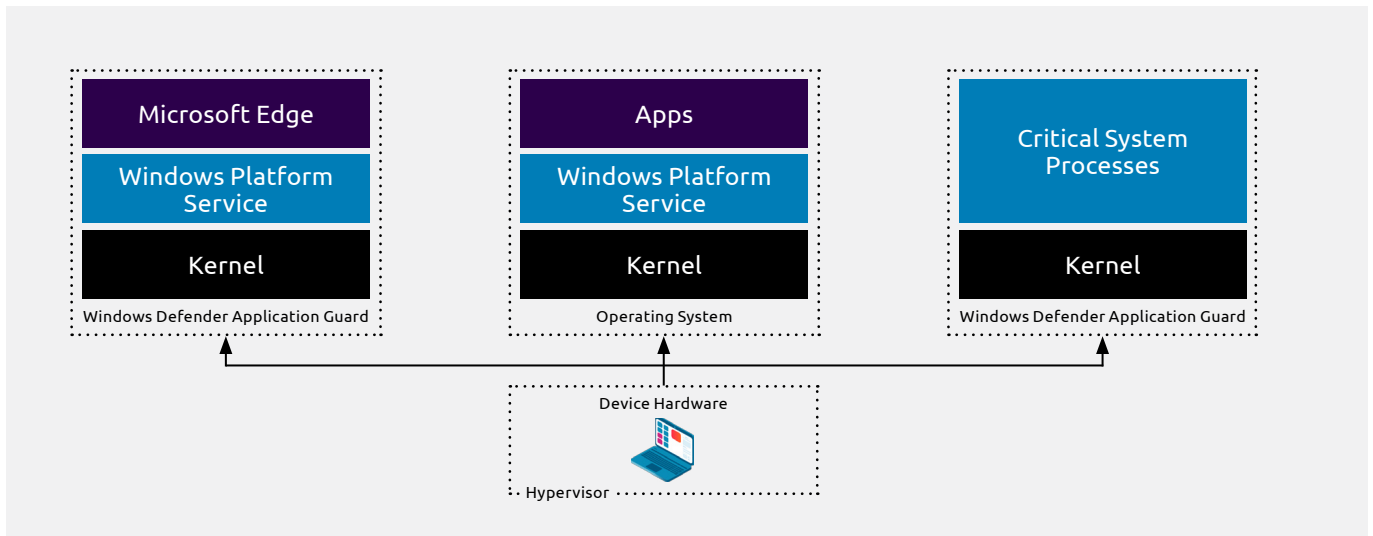 Microsoft Edge
Windows Platform
Service
Kernel
Windows Defender Application Guard
Apps
Windows Platform
Service
Kernel
Operating System
Critical System
Processes
Kernel
Windows Defender Application Guard
Device Hardware
Hypervisor